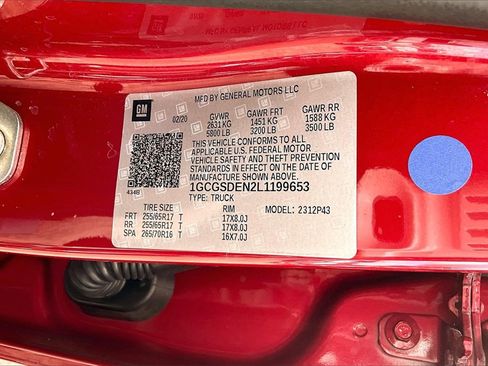 GM
MFD BY GENERAL MOTORS LLC
02/20 GVWR GAWR FRT GAWR RR
2631 KG 1451 KG 1588 KG
5800 LB 3200 LB 3500 LB
THIS VEHICLE CONFORMS TO ALL
APPLICABLE U.S. FEDERAL MOTOR
VEHICLE SAFETY AND THEFT PREVENTION
STANDARDS IN EFFECT ON THE DATE OF
MANUFACTURE SHOWN ABOVE.
1GCGSDEN2L1199653
TYPE: TRUCK
TIRE SIZE RIM MODEL: 2312P43
FRT 255/65R17 T 17X8.0J
RR 255/65R17 T 17X8.0J
SPA 265/70R16 T 16X7.0J